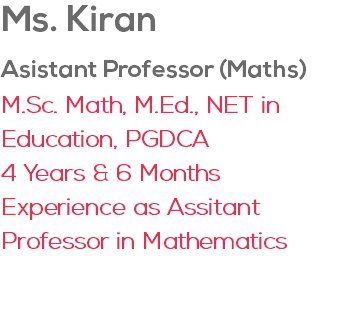 Ms. Kiran
Asistant Professor (Maths)
M.Sc. Math, M.Ed., NET in
Education, PGDCA
4 Years & 6 Months
Experience as Assitant
Professor in Mathematics